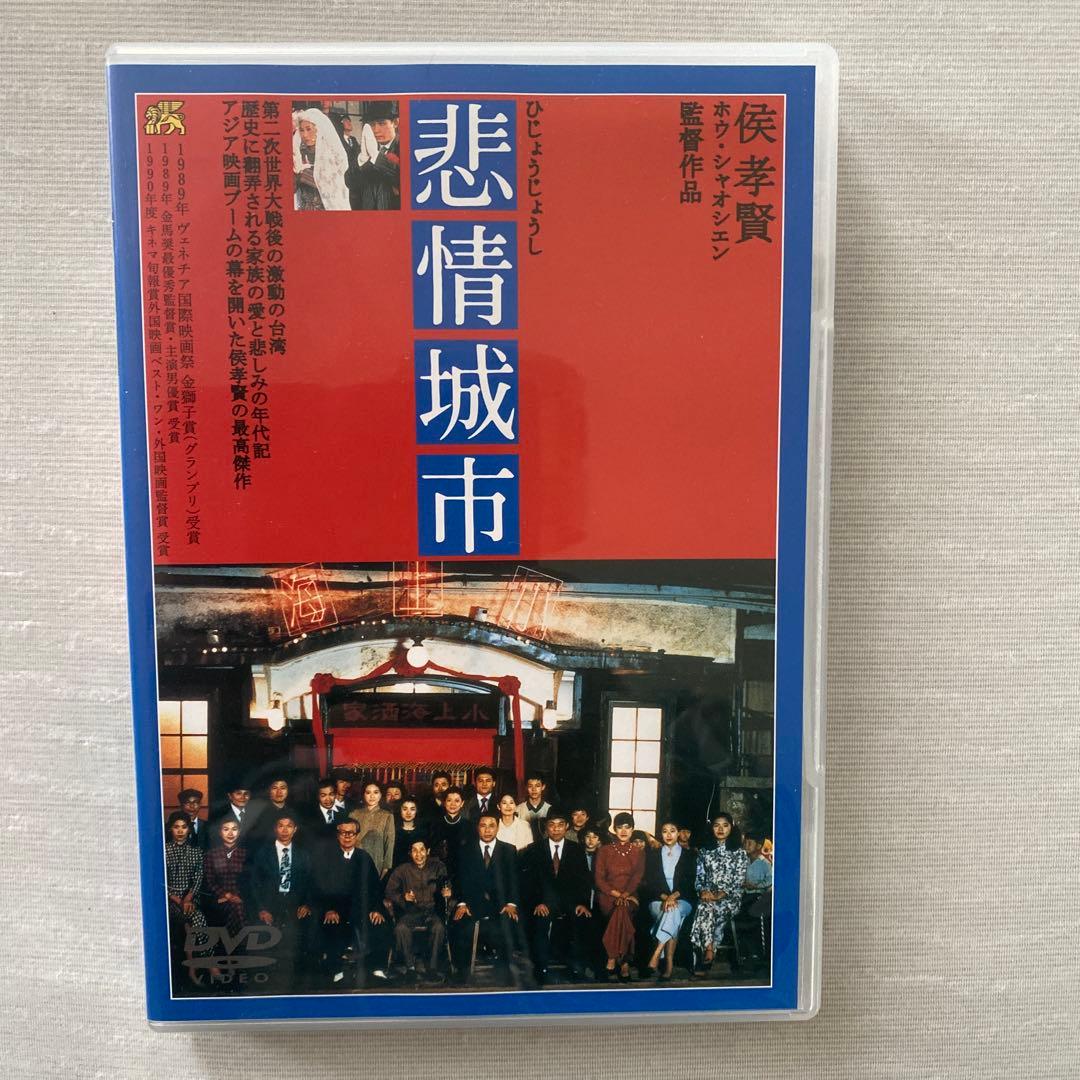 侯 孝賢
ホウ・シャオシエン
監督作品
ひじょうじょうし
悲情城市
第二次世界大戦後の激動の台湾
歴史に翻弄される家族の愛と悲しみの年代記
アジア映画ブームの幕を開いた侯孝賢の最高傑作
1989年 ヴェネチア国際映画祭 金獅子賞(グランプリ)受賞
1989年 金馬奨最優秀監督賞・主演男優賞 受賞
1990年度 キネマ旬報賞外国映画ベスト・ワン・外国映画監督賞 受賞
海上小
家酒海上小
DVD
VIDEO